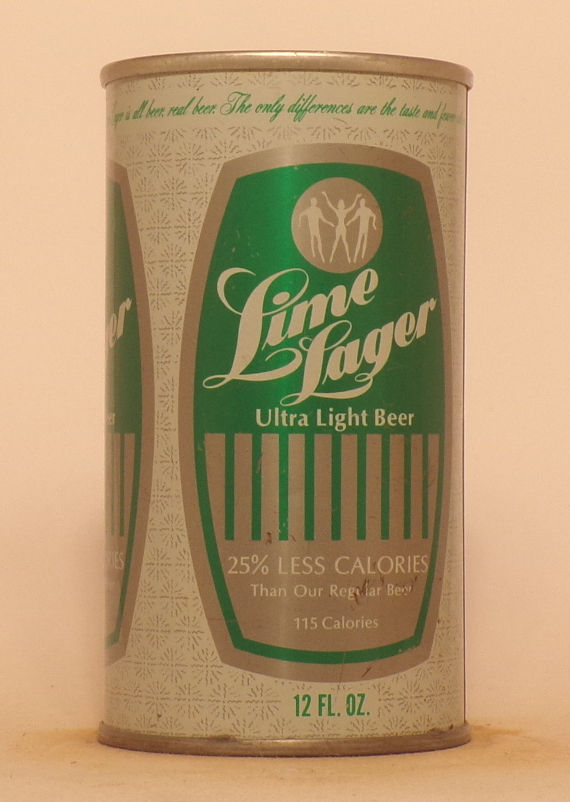 is all beer, real beer. The only differences are the taste and
Lime
Lager
Ultra Light Beer
25% LESS CALORIES
Than Our Regular Beer
115 Calories
12 FL. OZ.